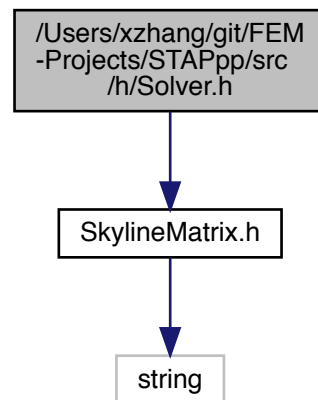 /Users/xzhang/git/FEM
-Projects/STAPpp/src
/h/Solver.h
SkylineMatrix.h
string